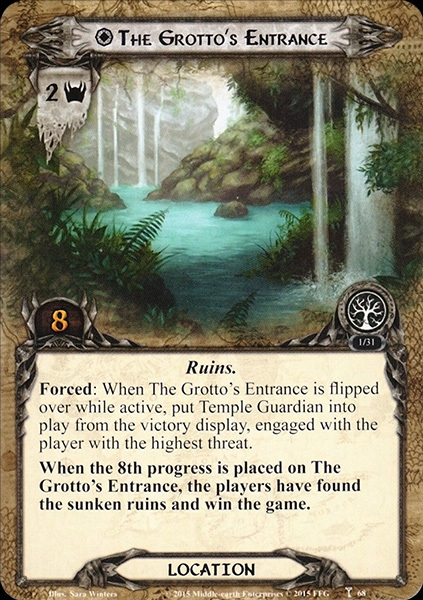 THE GROTTO'S ENTRANCE
2
8
1/31
Ruins.
Forced: When The Grotto's Entrance is flipped
over while active, put Temple Guardian into
play from the victory display, engaged with the
player with the highest threat.
When the 8th progress is placed on The
Grotto's Entrance, the players have found
the sunken ruins and win the game.
LOCATION
Illus. Sara Winters © 2015 Middle-earth Enterprises © 2015 FFG 68